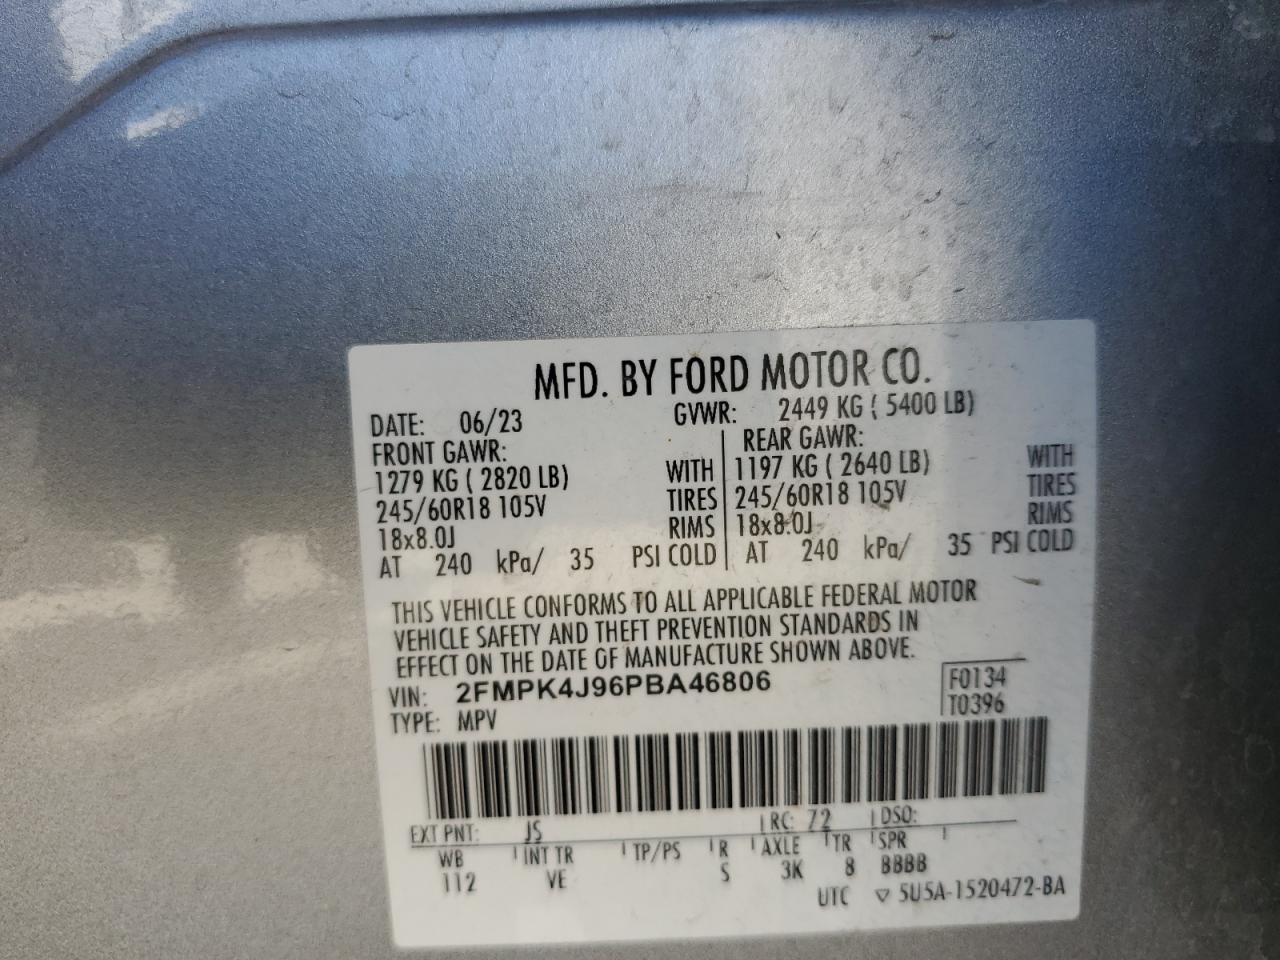 MFD. BY FORD MOTOR CO.
DATE: 06/23 GVWR: 2449 KG ( 5400 LB)
FRONT GAWR: REAR GAWR:
1279 KG ( 2820 LB) WITH 1197 KG ( 2640 LB) WITH
245/60R18 105V TIRES 245/60R18 105V TIRES
18x8.0J RIMS 18x8.0J RIMS
AT 240 kPa/ 35 PSI COLD AT 240 kPa/ 35 PSI COLD
THIS VEHICLE CONFORMS TO ALL APPLICABLE FEDERAL MOTOR
VEHICLE SAFETY AND THEFT PREVENTION STANDARDS IN
EFFECT ON THE DATE OF MANUFACTURE SHOWN ABOVE.
VIN: 2FMPK4J96PBA46806 F0134
TYPE: MPV T0396
EXT PNT: JS RC: 72 DSO:
WB INT TR TP/PS R AXLE TR SPR
112 VE S 3K 8 BBBB
UTC ▽ 5U5A-1520472-BA